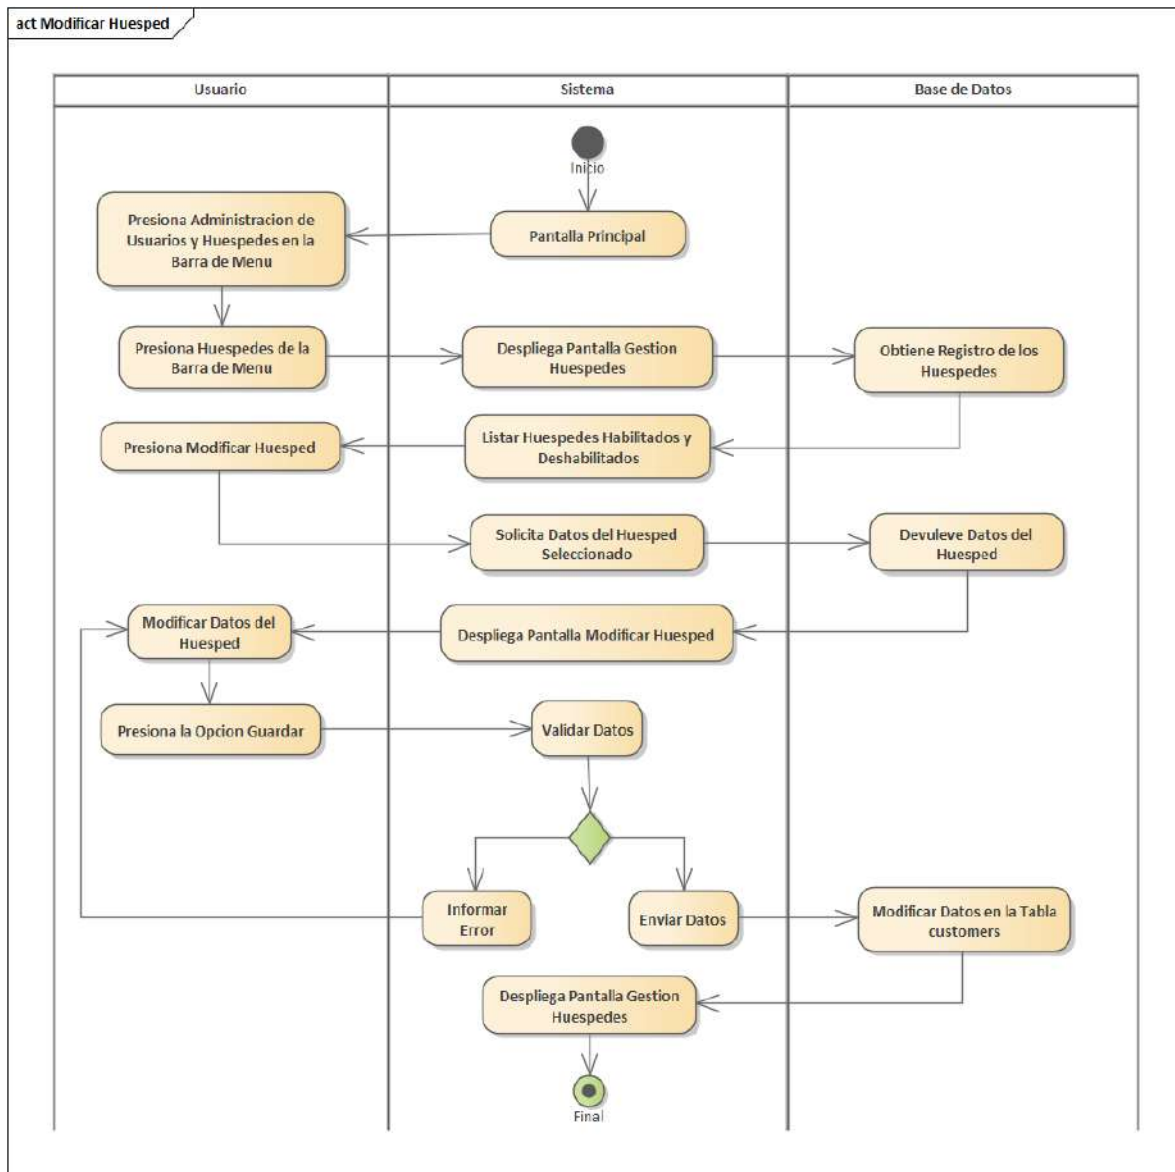 act Modificar Huesped
Usuario
Sistema
Base de Datos
Inicio
Pantalla Principal
Presiona Administracion de
Usuarios y Huespedes en la
Barra de Menu
Presiona Huespedes de la
Barra de Menu
Despliega Pantalla Gestion
Huespedes
Obtiene Registro de los
Huespedes
Listar Huespedes Habilitados y
Deshabilitados
Presiona Modificar Huesped
Solicita Datos del Huesped
Seleccionado
Devuleve Datos del
Huesped
Despliega Pantalla Modificar Huesped
Modificar Datos del
Huesped
Presiona la Opcion Guardar
Validar Datos
Informar
Error
Enviar Datos
Modificar Datos en la Tabla
customers
Despliega Pantalla Gestion
Huespedes
Final